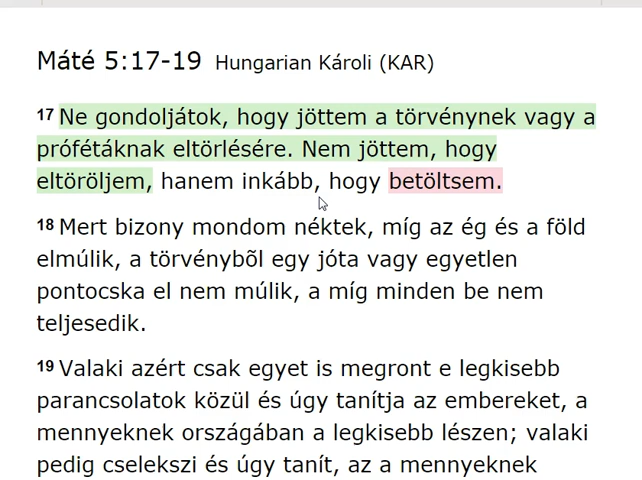 Máté 5:17-19 Hungarian Károli (KAR)
17 Ne gondoljátok, hogy jöttem a törvénynek vagy a
prófétáknak eltörlésére. Nem jöttem, hogy
eltöröljem, hanem inkább, hogy betöltsem.
18 Mert bizony mondom néktek, míg az ég és a föld
elmúlik, a törvénybõl egy jóta vagy egyetlen
pontocska el nem múlik, a míg minden be nem
teljesedik.
19 Valaki azért csak egyet is megront e legkisebb
parancsolatok közül és úgy tanítja az embereket, a
mennyeknek országában a legkisebb lészen; valaki
pedig cselekszi és úgy tanít, az a mennyeknek